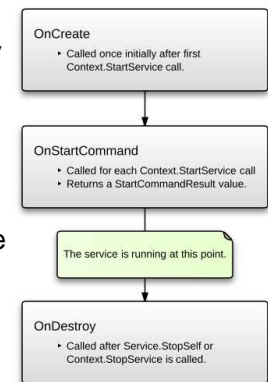 OnCreate
‣ Called once initially after first
Context.StartService call.
OnStartCommand
‣ Called for each Context.StartService call
‣ Returns a StartCommandResult value.
The service is running at this point.
OnDestroy
‣ Called after Service.StopSelf or
Context.StopService is called.